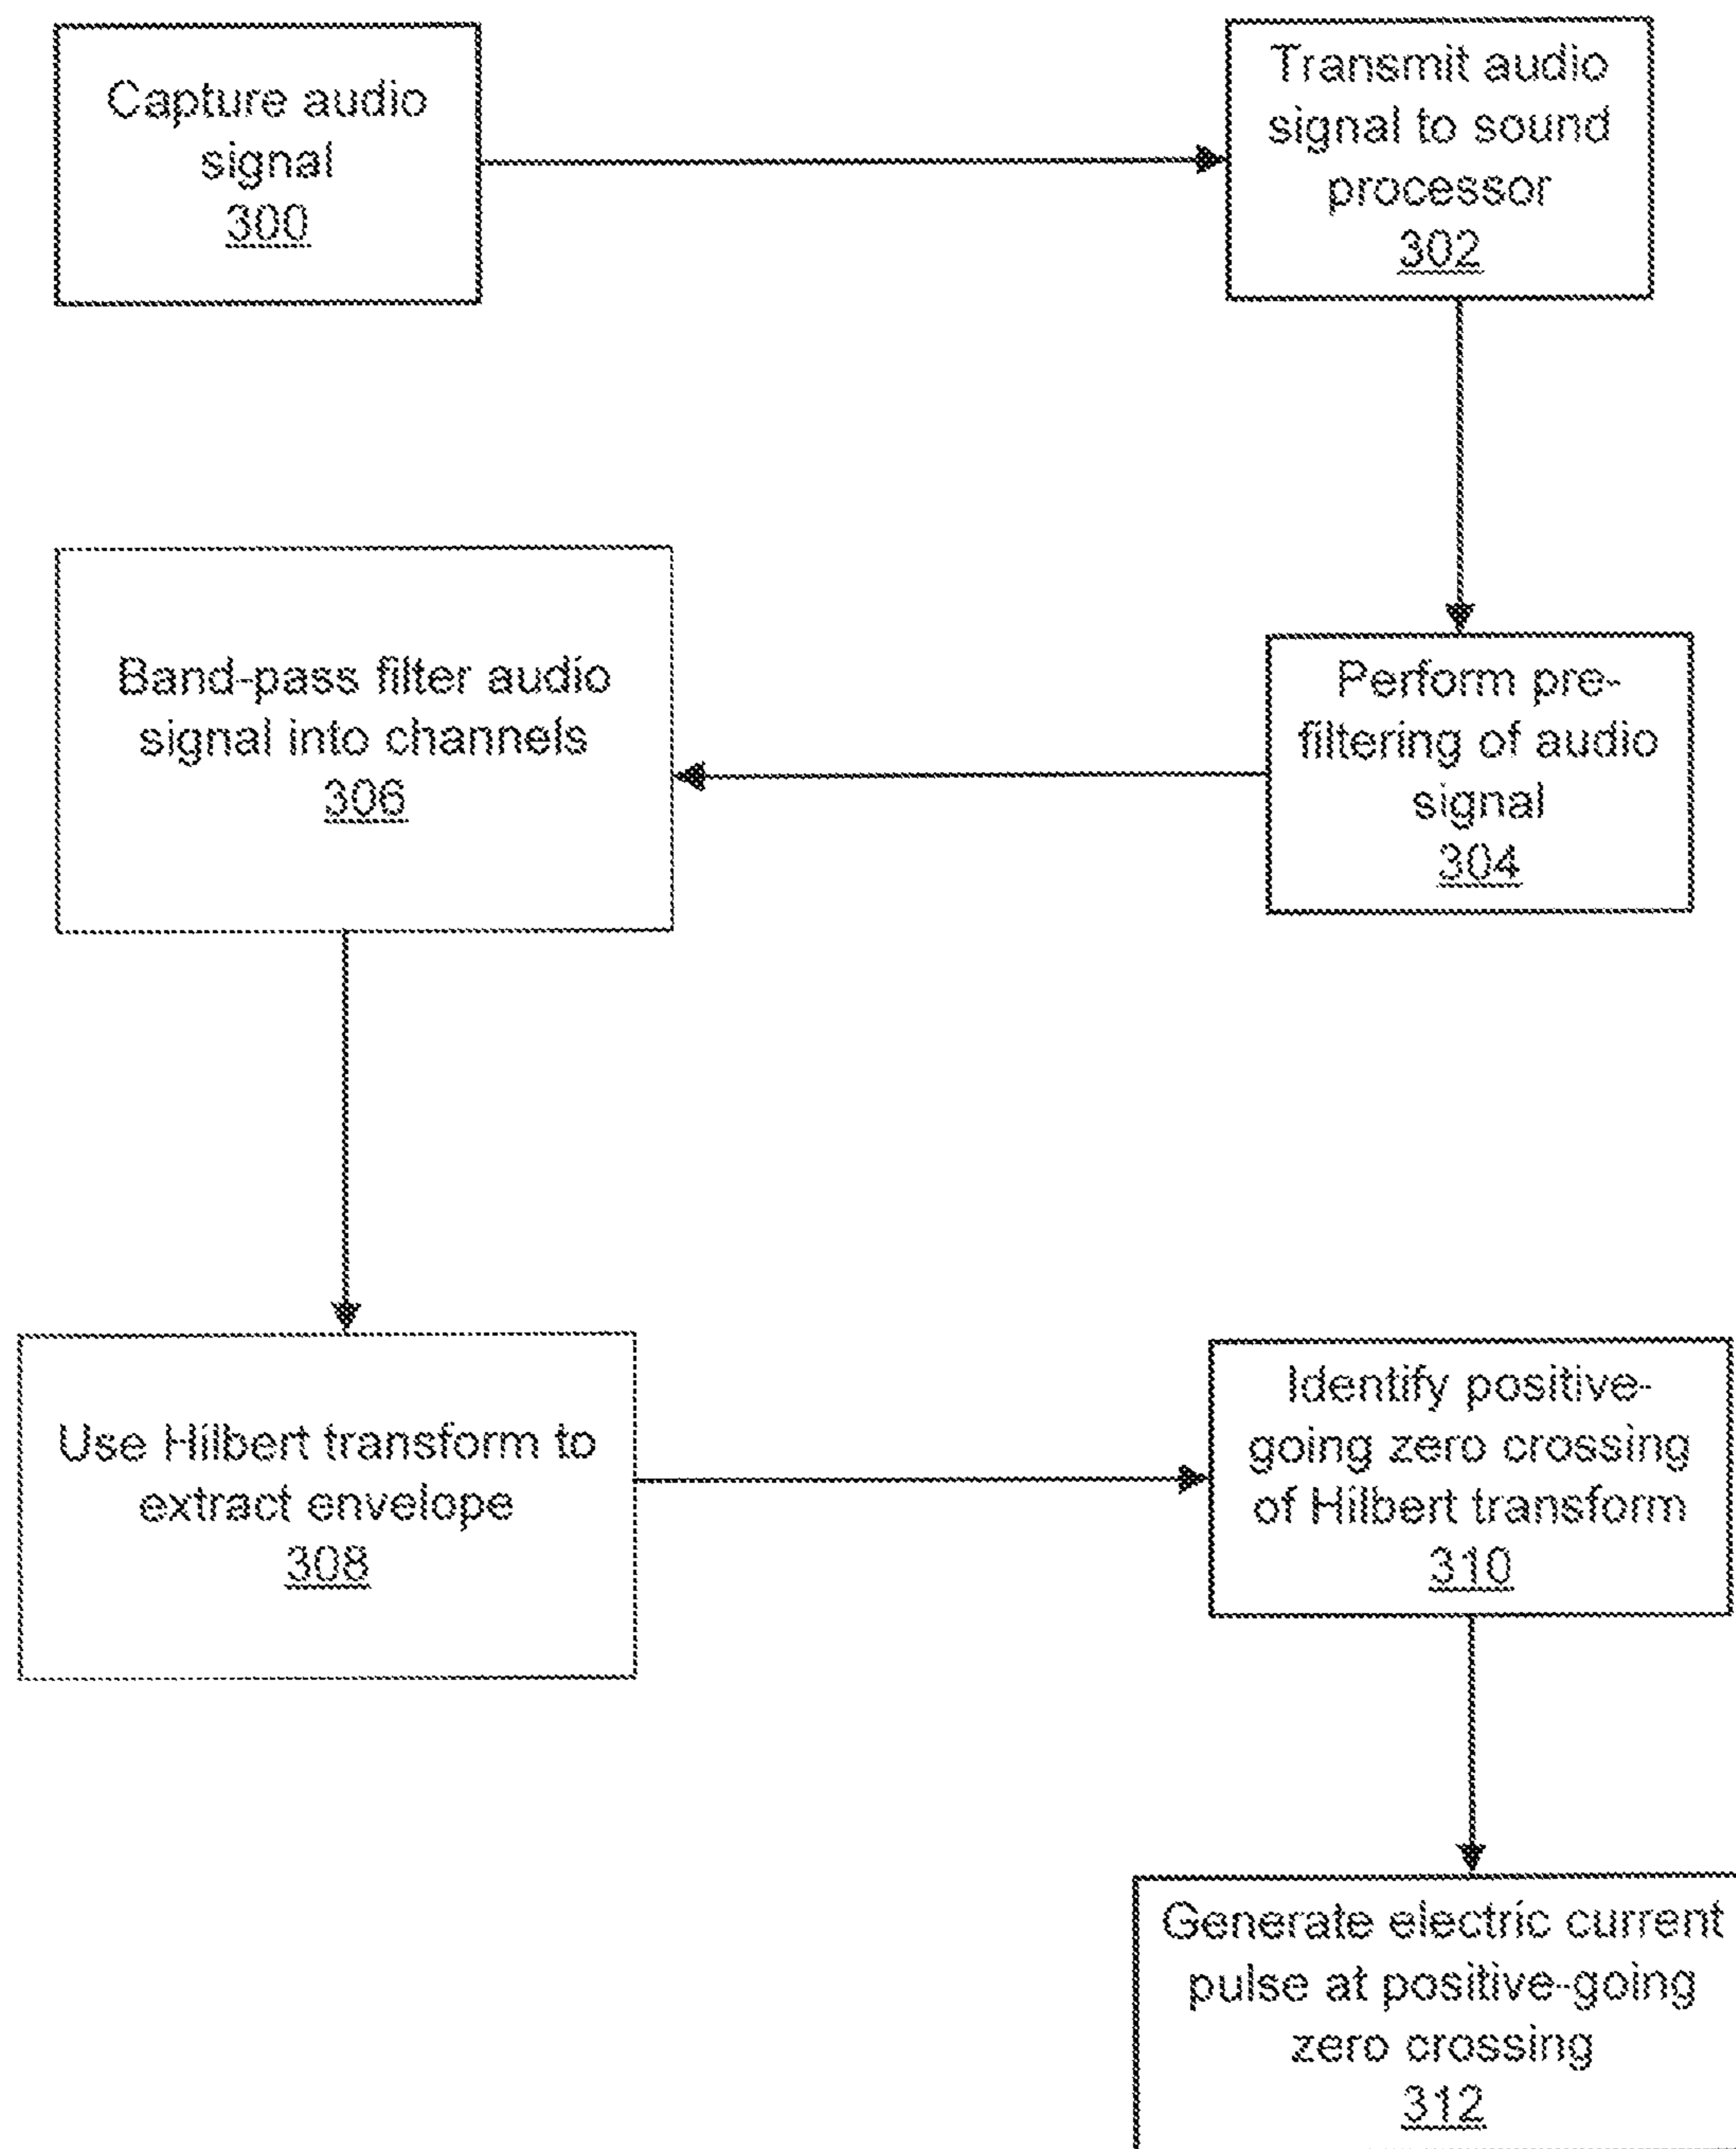 Capture audio
signal
300
Transmit audio
signal to sound
processor
302
Perform pre-
filtering of audio
signal
304
Band-pass filter audio
signal into channels
306
Use Hilbert transform to
extract envelope
308
Identify positive-
going zero crossing
of Hilbert transform
310
Generate electric current
pulse at positive-going
zero crossing
312